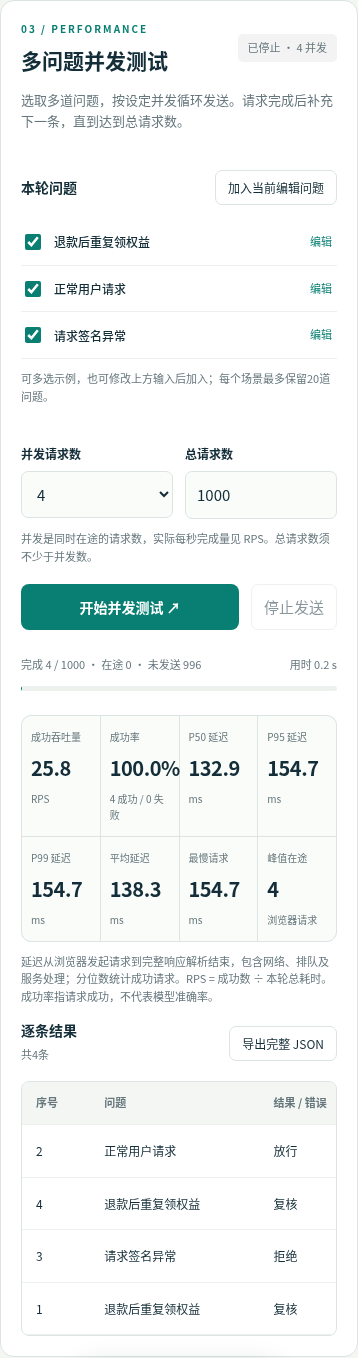 03 / PERFORMANCE
多问题并发测试
已停止 · 4 并发
选取多道问题，按设定并发循环发送。请求完成后补充
下一条，直到达到总请求数。
本轮问题
加入当前编辑问题
退款后重复领权益
编辑
正常用户请求
编辑
请求签名异常
编辑
可多选示例，也可修改上方输入后加入；每个场景最多保留20道
问题。
并发请求数
总请求数
4
1000
并发是同时在途的请求数，实际每秒完成量见 RPS。总请求数须
不少于并发数。
开始并发测试 ↗
停止发送
完成 4 / 1000 · 在途 0 · 未发送 996
用时 0.2 s
成功吞吐量
25.8
RPS
成功率
100.0%
4 成功 / 0 失
败
P50 延迟
132.9
ms
P95 延迟
154.7
ms
P99 延迟
154.7
ms
平均延迟
138.3
ms
最慢请求
154.7
ms
峰值在途
4
浏览器请求
延迟从浏览器发起请求到完整响应解析结束，包含网络、排队及
服务处理；分位数统计成功请求。RPS = 成功数 ÷ 本轮总耗时。
成功率指请求成功，不代表模型准确率。
逐条结果
共4条
导出完整 JSON
序号 问题 结果 / 错误
2 正常用户请求 放行
4 退款后重复领权益 复核
3 请求签名异常 拒绝
1 退款后重复领权益 复核